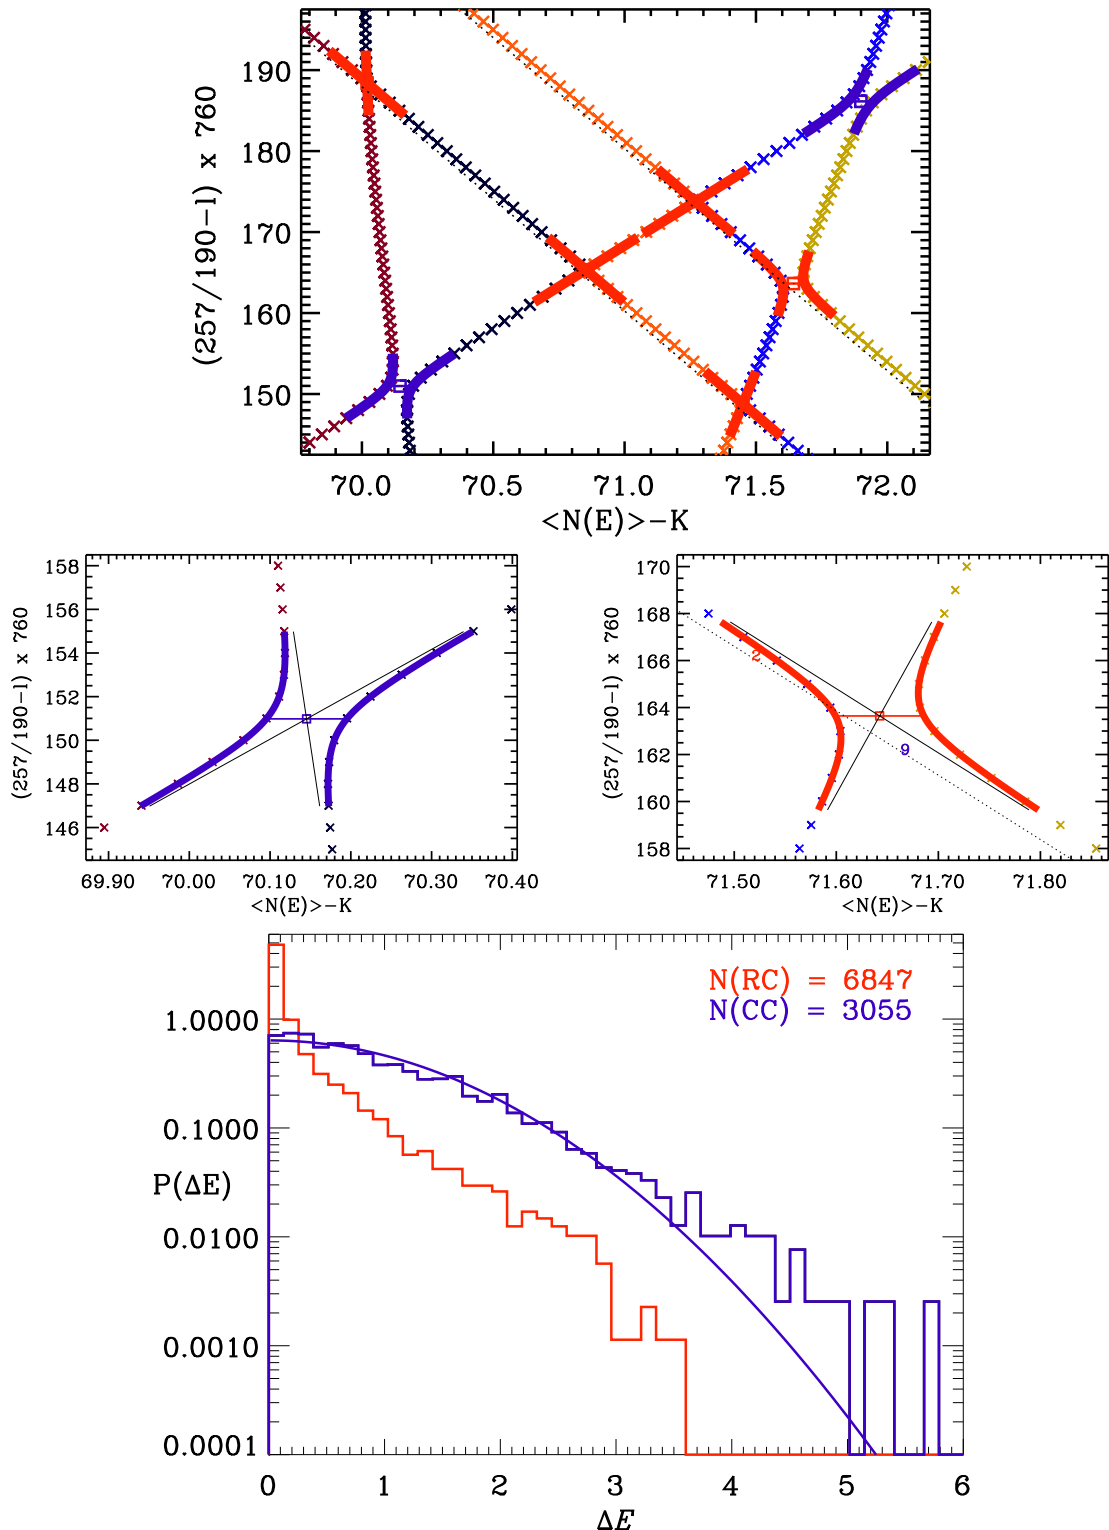 190
180
170
160
150
(257/190-l) x 760
70.0 70.5 71.0 71.5 72.0
<N(E)>-K
158
156
154
152
150
148
146
(257/190-l) x 760
69.90 70.00 70.10 70.20 70.30 70.40
<N(E)>-K
170
168
166
164
162
160
158
(257/190-l) x 760
2
9
71.50 71.60 71.70 71.80
<N(E)>-K
N(RC) = 6847
N(CC) = 3055
1.0000
0.1000
P(ΔE)
0.0100
0.0010
0.0001
0 1 2 3 4 5 6
ΔE